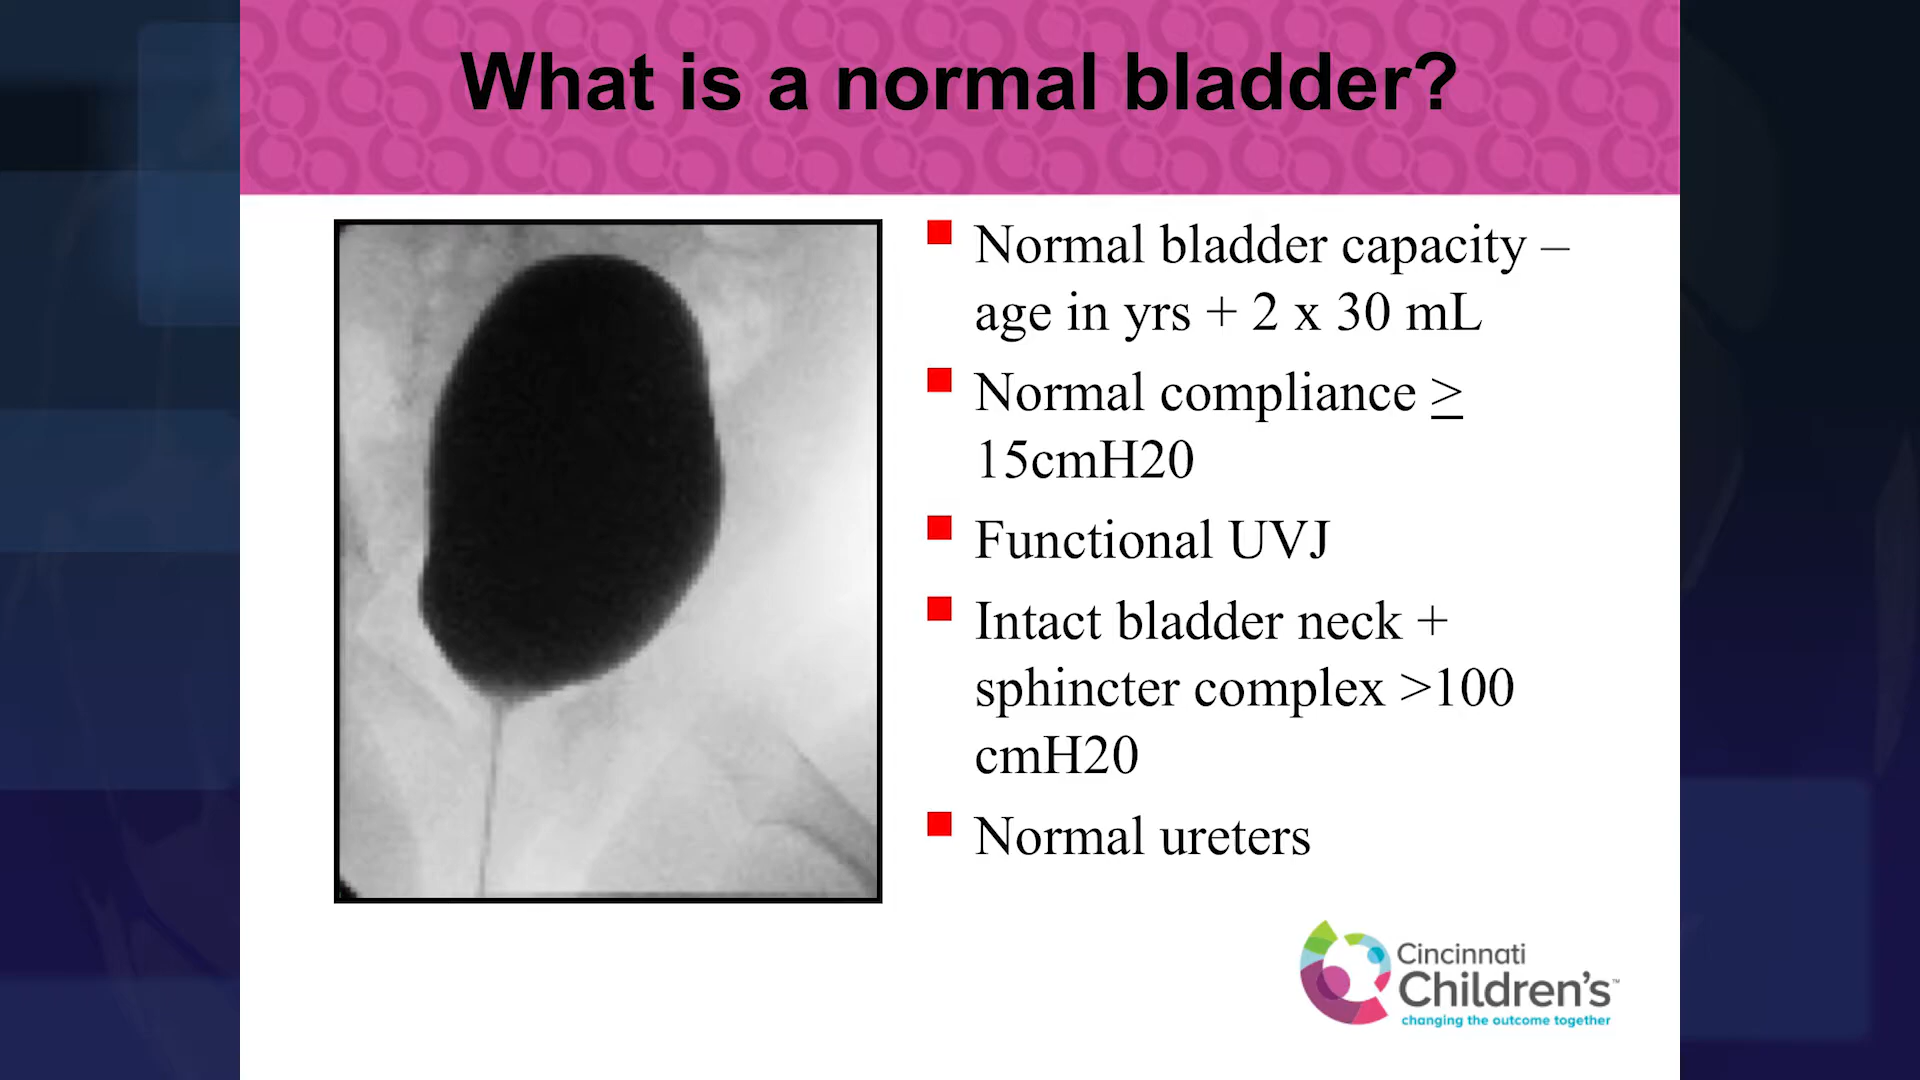 What is a normal bladder?
Normal bladder capacity –
age in yrs + 2 x 30 mL
Normal compliance ≥
15cmH20
Functional UVJ
Intact bladder neck +
sphincter complex >100
cmH20
Normal ureters
Cincinnati
Children's™
changing the outcome together